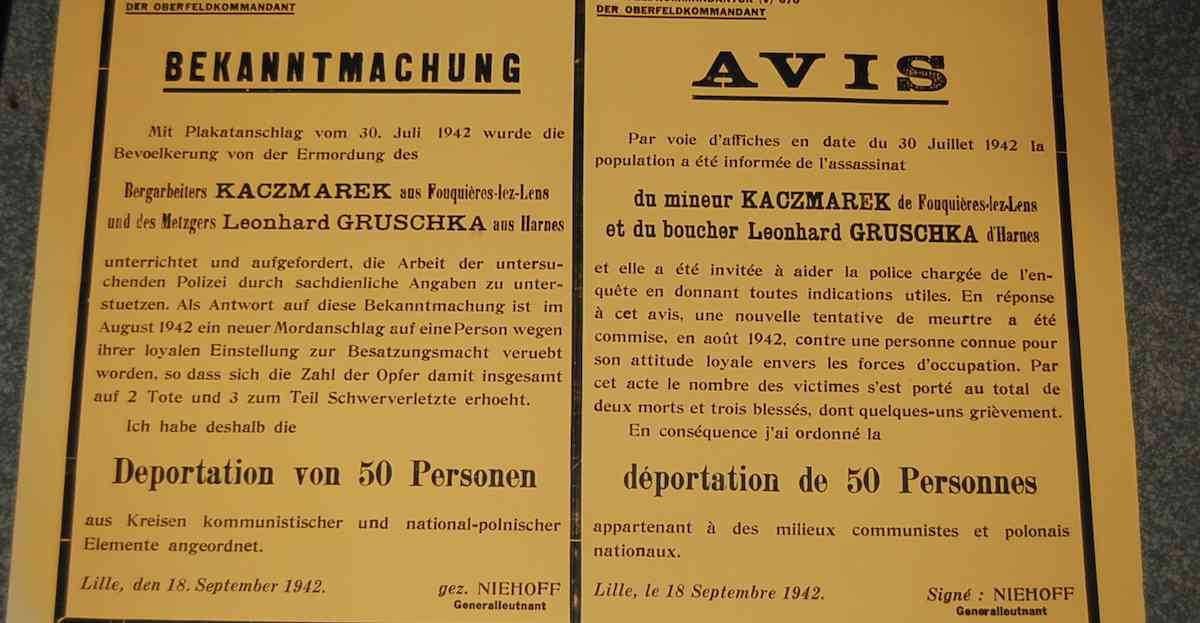 DER OBERFELDKOMMANDANT
BEKANNTMACHUNG
Mit Plakatanschlag vom 30. Juli 1942 wurde die
Bevoelkerung von der Ermordung des
Bergarbeiters KACZMAREK aus Fouquières-lez-Lens
und des Metzgers Leonhard GRUSCHKA aus Harnes
unterrichtet und aufgefordert, die Arbeit der untersu-
chenden Polizei durch sachdienliche Angaben zu unter-
stuetzen. Als Antwort auf diese Bekanntmachung ist im
August 1942 ein neuer Mordanschlag auf eine Person wegen
ihrer loyalen Einstellung zur Besatzungsmacht veruebt
worden, so dass sich die Zahl der Opfer damit insgesamt
auf 2 Tote und 3 zum Teil Schwerverletzte erhoeht.
Ich habe deshalb die
Deportation von 50 Personen
aus Kreisen kommunistischer und national-polnischer
Elemente angeordnet.
Lille, den 18. September 1942.
gez. NIEHOFF
Generalleutnant
DER OBERFELDKOMMANDANT
AVIS
Par voie d'affiches en date du 30 Juillet 1942 la
population a été informée de l'assassinat
du mineur KACZMAREK de Fouquières-lez-Lens
et du boucher Leonhard GRUSCHKA d'Harnes
et elle a été invitée à aider la police chargée de l'en-
quête en donnant toutes indications utiles. En réponse
à cet avis, une nouvelle tentative de meurtre a été
commise, en août 1942, contre une personne connue pour
son attitude loyale envers les forces d'occupation. Par
cet acte le nombre des victimes s'est porté au total de
deux morts et trois blessés, dont quelques-uns grièvement.
En conséquence j'ai ordonné la
déportation de 50 Personnes
appartenant à des milieux communistes et polonais
nationaux.
Lille, le 18 Septembre 1942.
Signé : NIEHOFF
Generalleutnant